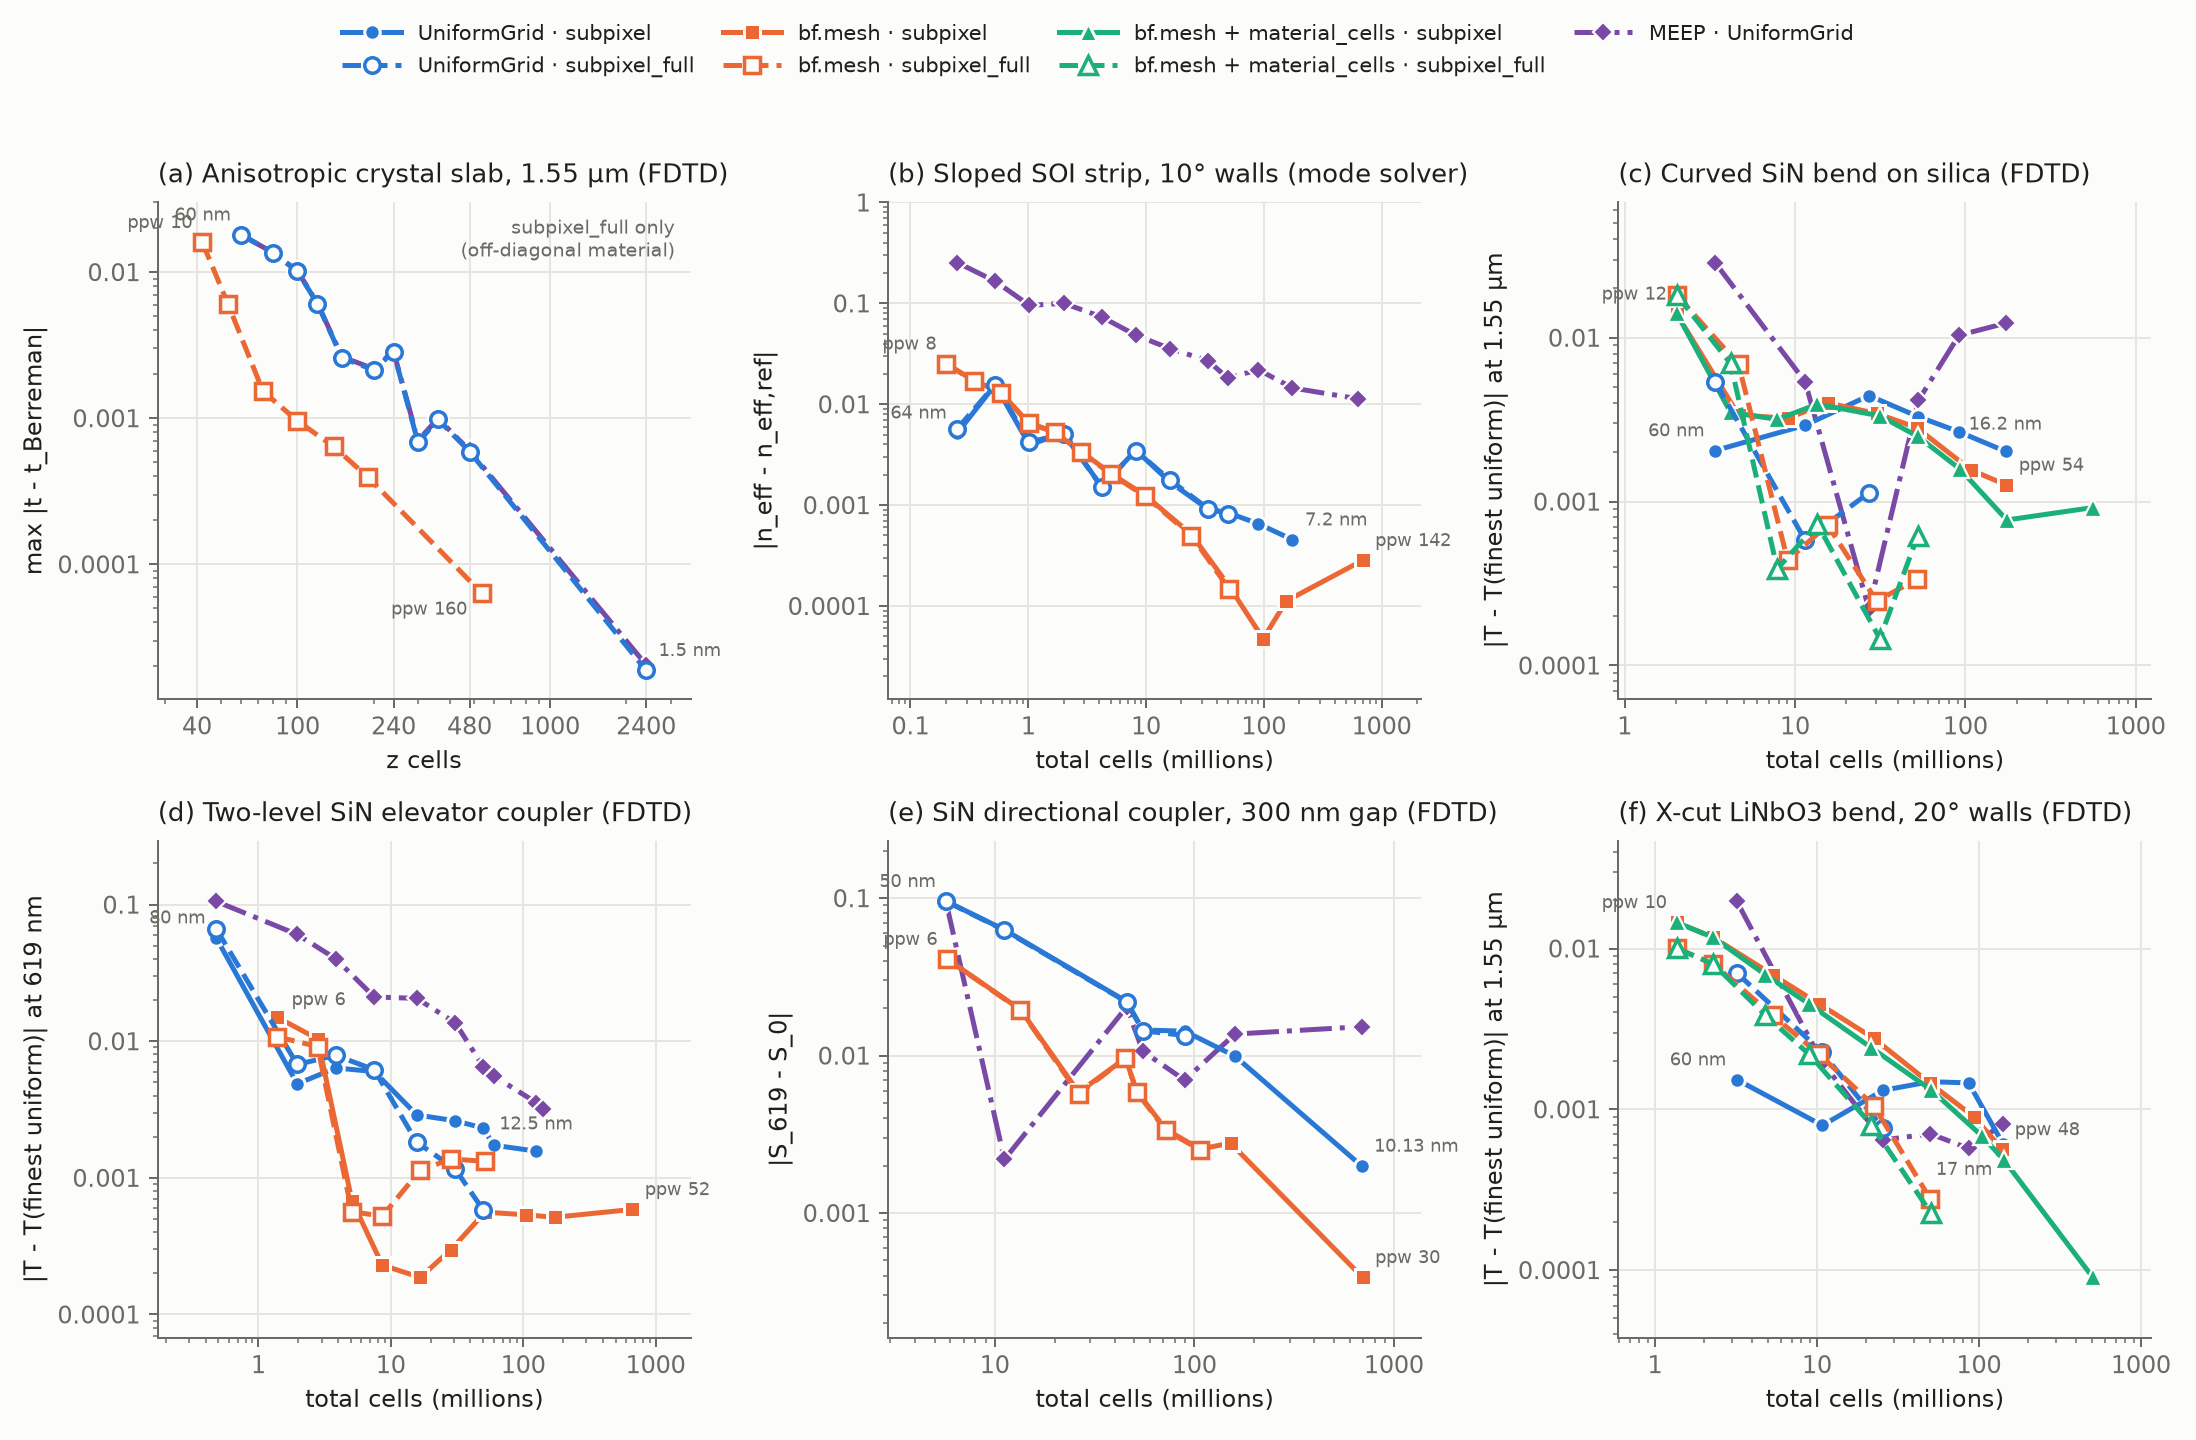 UniformGrid · subpixel
bf.mesh · subpixel
bf.mesh + material_cells · subpixel
MEEP · UniformGrid
UniformGrid · subpixel_full
bf.mesh · subpixel_full
bf.mesh + material_cells · subpixel_full
(a) Anisotropic crystal slab, 1.55 µm (FDTD)
max |t - t_Berreman|
0.01
0.001
0.0001
ppw 10
60 nm
subpixel_full only
(off-diagonal material)
ppw 160
1.5 nm
40
100
240
480
1000
2400
z cells
(b) Sloped SOI strip, 10° walls (mode solver)
|n_eff - n_eff,ref|
1
0.1
0.01
0.001
0.0001
ppw 8
64 nm
7.2 nm
ppw 142
0.1
1
10
100
1000
total cells (millions)
(c) Curved SiN bend on silica (FDTD)
|T - T(finest uniform)| at 1.55 µm
0.01
0.001
0.0001
ppw 12
60 nm
16.2 nm
ppw 54
1
10
100
1000
total cells (millions)
(d) Two-level SiN elevator coupler (FDTD)
|T - T(finest uniform)| at 619 nm
0.1
0.01
0.001
0.0001
80 nm
ppw 6
12.5 nm
ppw 52
1
10
100
1000
total cells (millions)
(e) SiN directional coupler, 300 nm gap (FDTD)
|S_619 - S_0|
0.1
0.01
0.001
50 nm
ppw 6
10.13 nm
ppw 30
10
100
1000
total cells (millions)
(f) X-cut LiNbO3 bend, 20° walls (FDTD)
|T - T(finest uniform)| at 1.55 µm
0.01
0.001
0.0001
ppw 10
60 nm
ppw 48
17 nm
1
10
100
1000
total cells (millions)